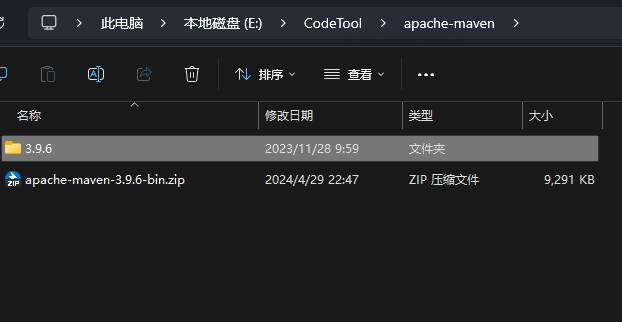 此电脑 > 本地磁盘 (E:) > CodeTool > apache-maven >
排序 查看
名称 修改日期 类型 大小
3.9.6 2023/11/28 9:59 文件夹
ZIP apache-maven-3.9.6-bin.zip 2024/4/29 22:47 ZIP 压缩文件 9,291 KB